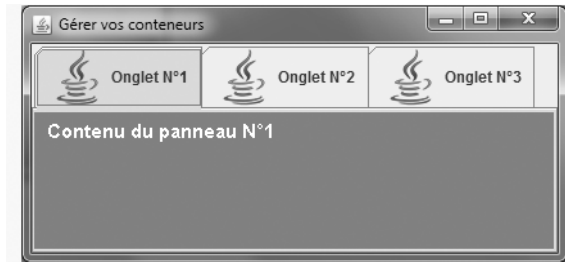 Gérer vos conteneurs
Onglet N°1 Onglet N°2 Onglet N°3
Contenu du panneau N°1